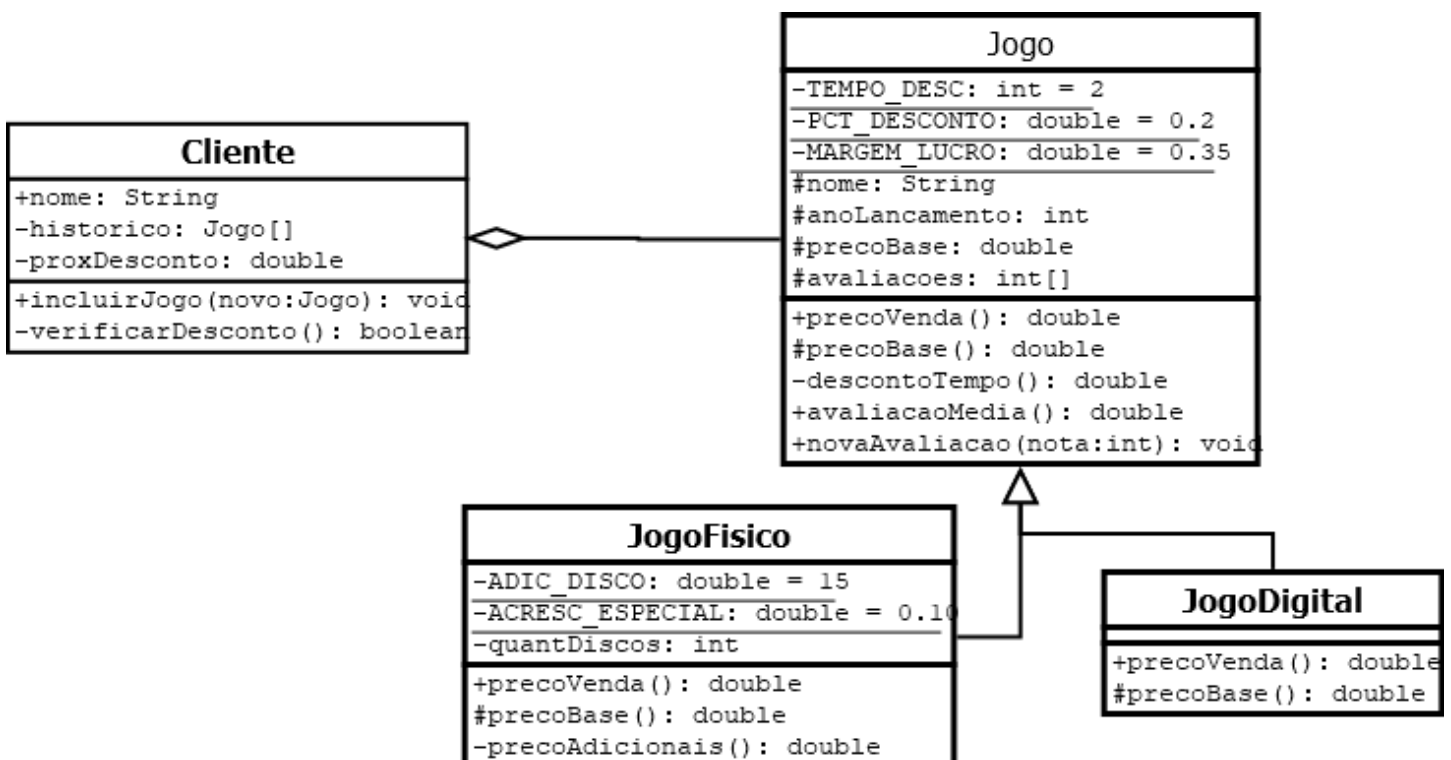 Jogo
-TEMPO_DESC: int = 2
-PCT_DESCONTO: double = 0.2
-MARGEM_LUCRO: double = 0.35
#nome: String
#anoLancamento: int
#precoBase: double
#avaliacoes: int[]
+precoVenda(): double
#precoBase(): double
-descontoTempo(): double
+avaliacaoMedia(): double
+novaAvaliacao(nota:int): void
Cliente
+nome: String
-historico: Jogo[]
-proxDesconto: double
+incluirJogo(novo:Jogo): void
-verificarDesconto(): boolean
JogoFisico
-ADIC_DISCO: double = 15
-ACRESC_ESPECIAL: double = 0.10
-quantDiscos: int
+precoVenda(): double
#precoBase(): double
-precoAdicionais(): double
JogoDigital
+precoVenda(): double
#precoBase(): double